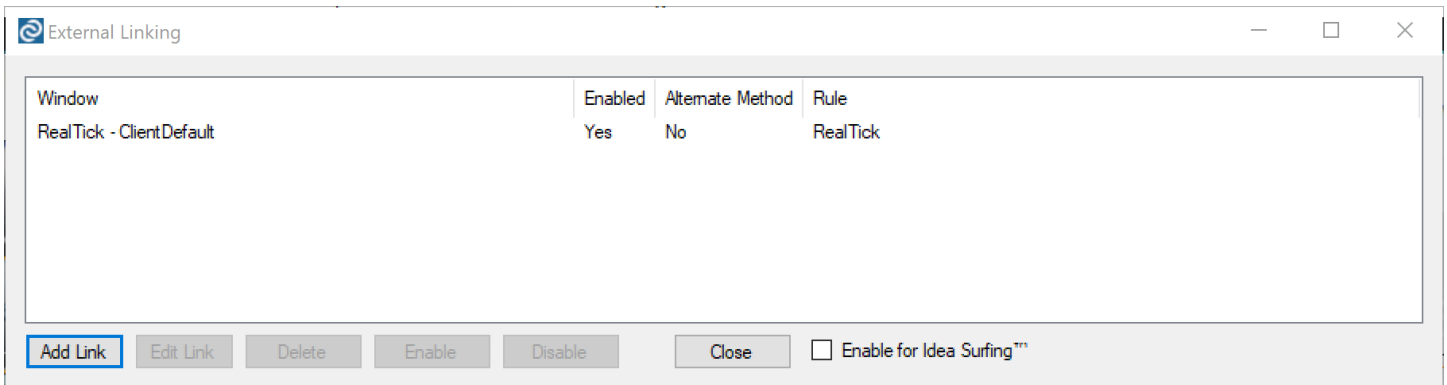 External Linking
Window Enabled Alternate Method Rule
RealTick - ClientDefault Yes No RealTick
Add Link Edit Link Delete Enable Disable Close Enable for Idea Surfing™